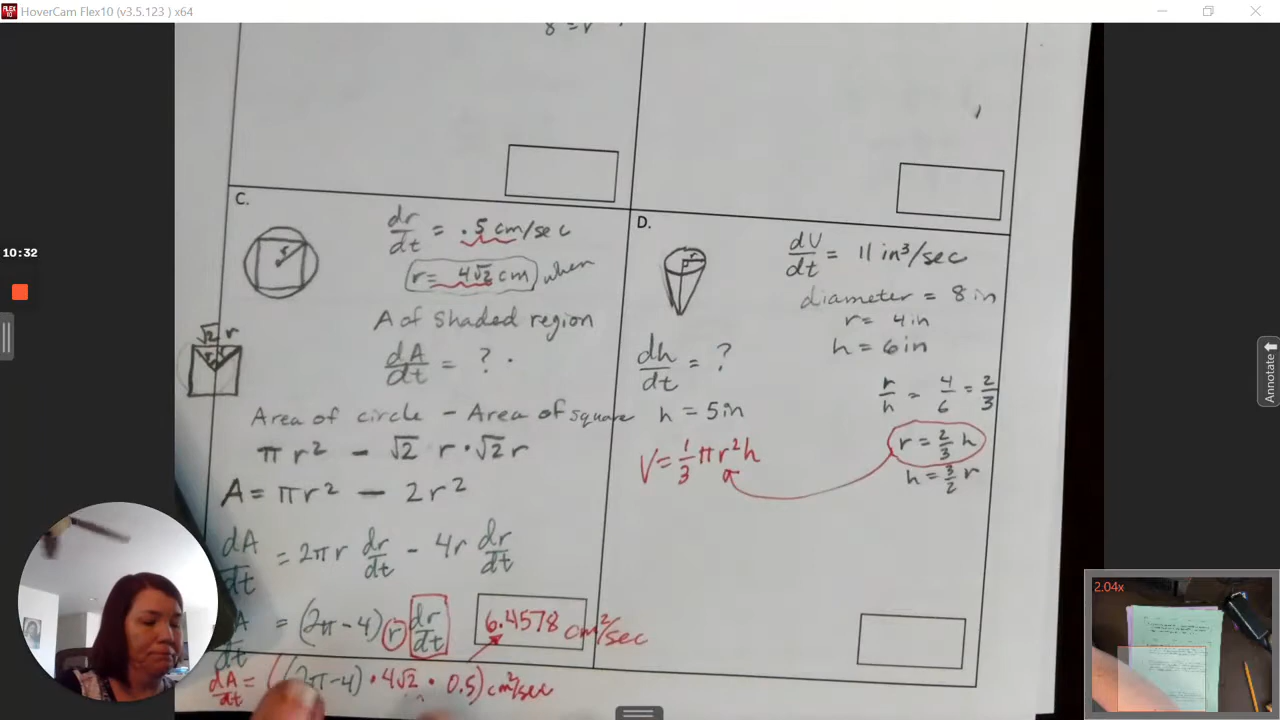 FLEX 10
HoverCam Flex10 (v3.5.123) x64
10:32
Annotate
2.04x
C.
dr/dt = .5 cm/sec
r = 4√2 cm when
r
A of shaded region
dA/dt = ? .
√2 r
r r
Area of circle - Area of square
πr² - √2 r · √2 r
A = πr² - 2r²
dA/dt = 2πr dr/dt - 4r dr/dt
dA/dt = (2π-4) r dr/dt
6.4578 cm²/sec
dA/dt = ((2π-4) · 4√2 · 0.5) cm²/sec
D.
r
dV/dt = 11 in³/sec
diameter = 8 in
r = 4 in
h = 6 in
dh/dt = ?
h = 5 in
r/h = 4/6 = 2/3
r = 2/3 h
h = 3/2 r
V = 1/3 πr²h